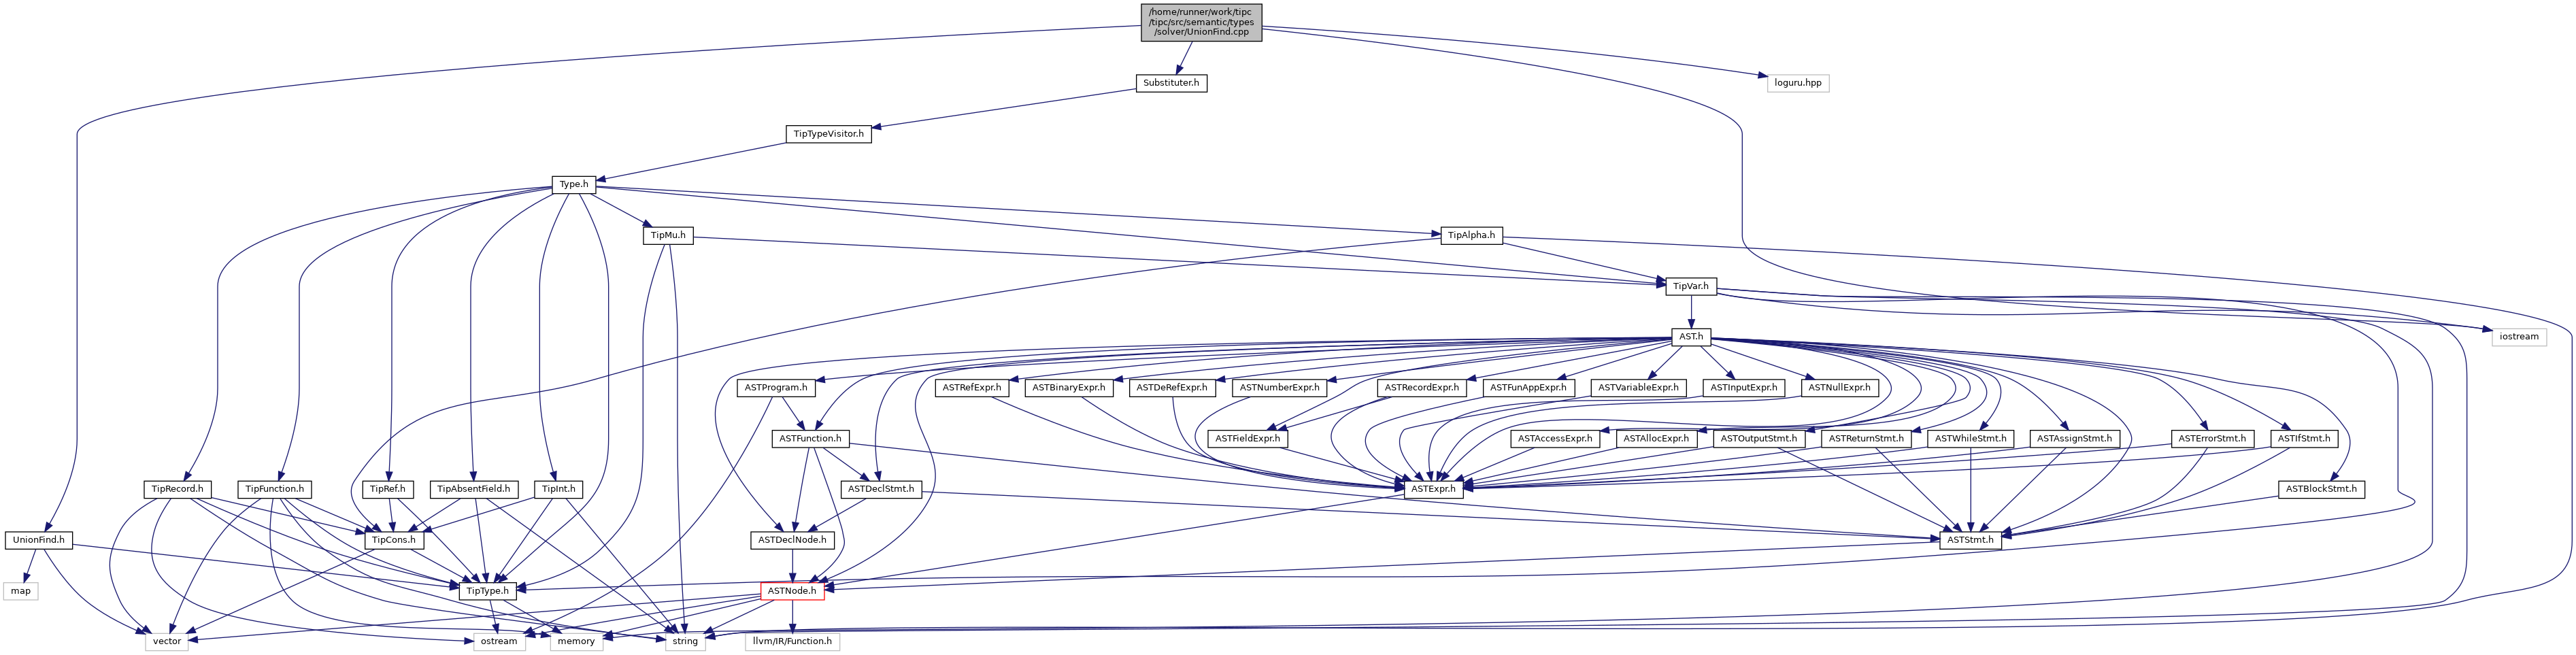 /home/runner/work/tipc
/tipc/src/semantic/types
/solver/UnionFind.cpp
Substituter.h
loguru.hpp
TipTypeVisitor.h
Type.h
TipMu.h
TipAlpha.h
TipVar.h
AST.h
iostream
ASTProgram.h
ASTRefExpr.h
ASTBinaryExpr.h
ASTDeRefExpr.h
ASTNumberExpr.h
ASTRecordExpr.h
ASTFunAppExpr.h
ASTVariableExpr.h
ASTInputExpr.h
ASTNullExpr.h
ASTFunction.h
ASTFieldExpr.h
ASTAccessExpr.h
ASTAllocExpr.h
ASTOutputStmt.h
ASTReturnStmt.h
ASTWhileStmt.h
ASTAssignStmt.h
ASTErrorStmt.h
ASTIfStmt.h
TipRecord.h
TipFunction.h
TipRef.h
TipAbsentField.h
TipInt.h
ASTDeclStmt.h
ASTExpr.h
ASTBlockStmt.h
UnionFind.h
TipCons.h
ASTDeclNode.h
ASTStmt.h
map
TipType.h
ASTNode.h
vector
ostream
memory
string
llvm/IR/Function.h